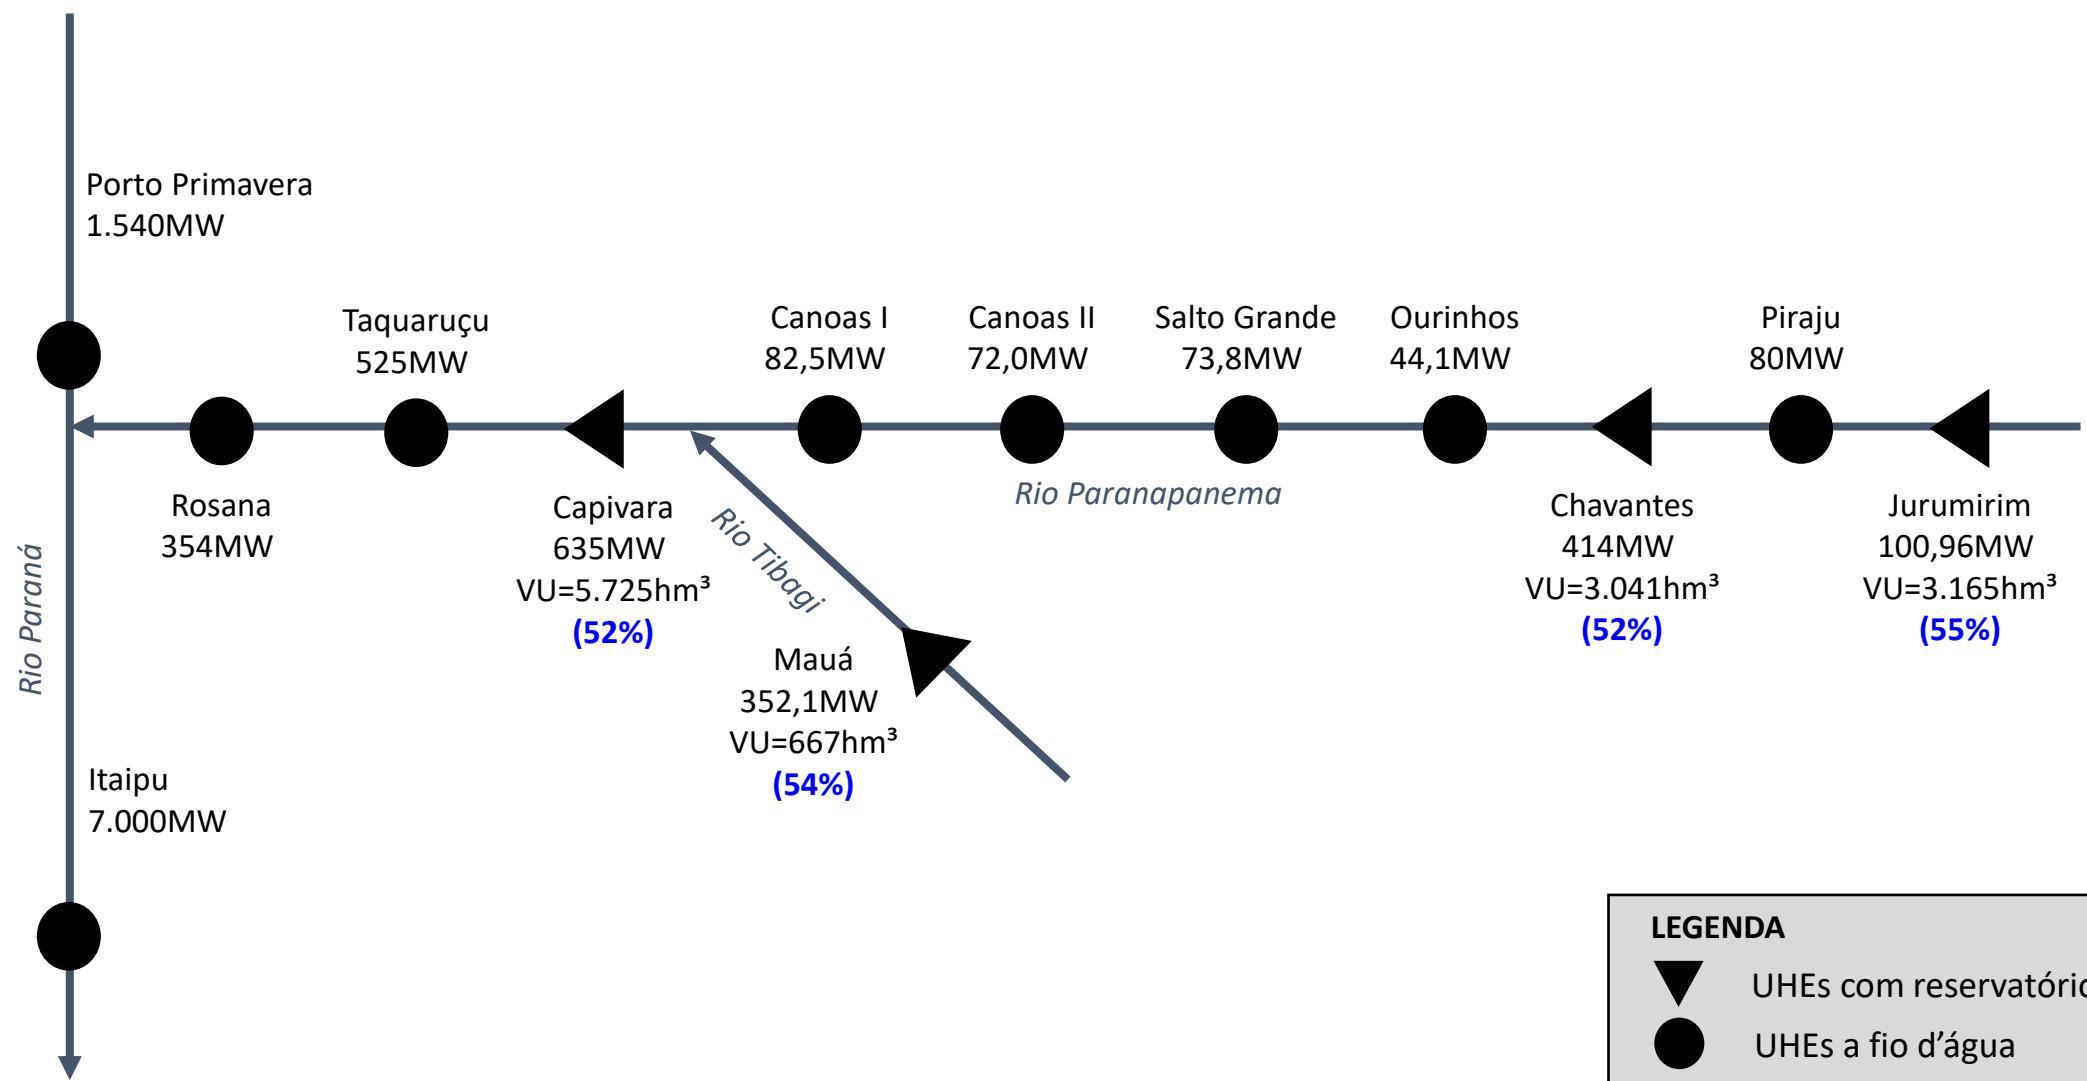 Porto Primavera
1.540MW
Taquaruçu
525MW
Canoas I
82,5MW
Canoas II
72,0MW
Salto Grande
73,8MW
Ourinhos
44,1MW
Piraju
80MW
Rio Paranapanema
Rosana
354MW
Capivara
635MW
VU=5.725hm³
(52%)
Rio Tibagi
Chavantes
414MW
VU=3.041hm³
(52%)
Jurumirim
100,96MW
VU=3.165hm³
(55%)
Rio Paraná
Mauá
352,1MW
VU=667hm³
(54%)
Itaipu
7.000MW
LEGENDA
UHEs com reservatório
UHEs a fio d’água